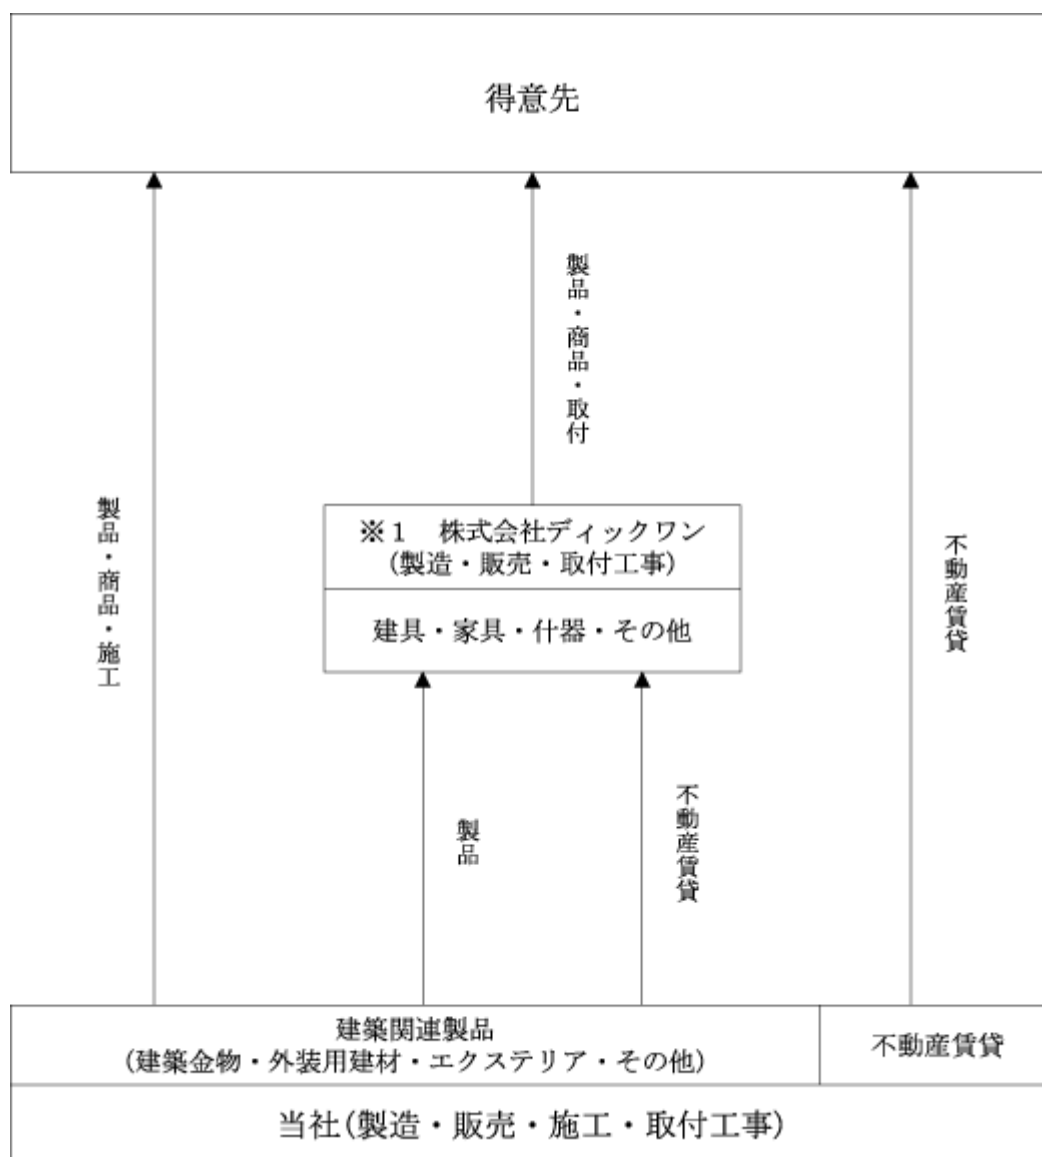 得意先
製品・商品・取付
製品・商品・施工
※１　株式会社ディックワン
(製造・販売・取付工事)
不動産賃貸
建具・家具・什器・その他
製品
不動産賃貸
建築関連製品
(建築金物・外装用建材・エクステリア・その他)
不動産賃貸
当社(製造・販売・施工・取付工事)